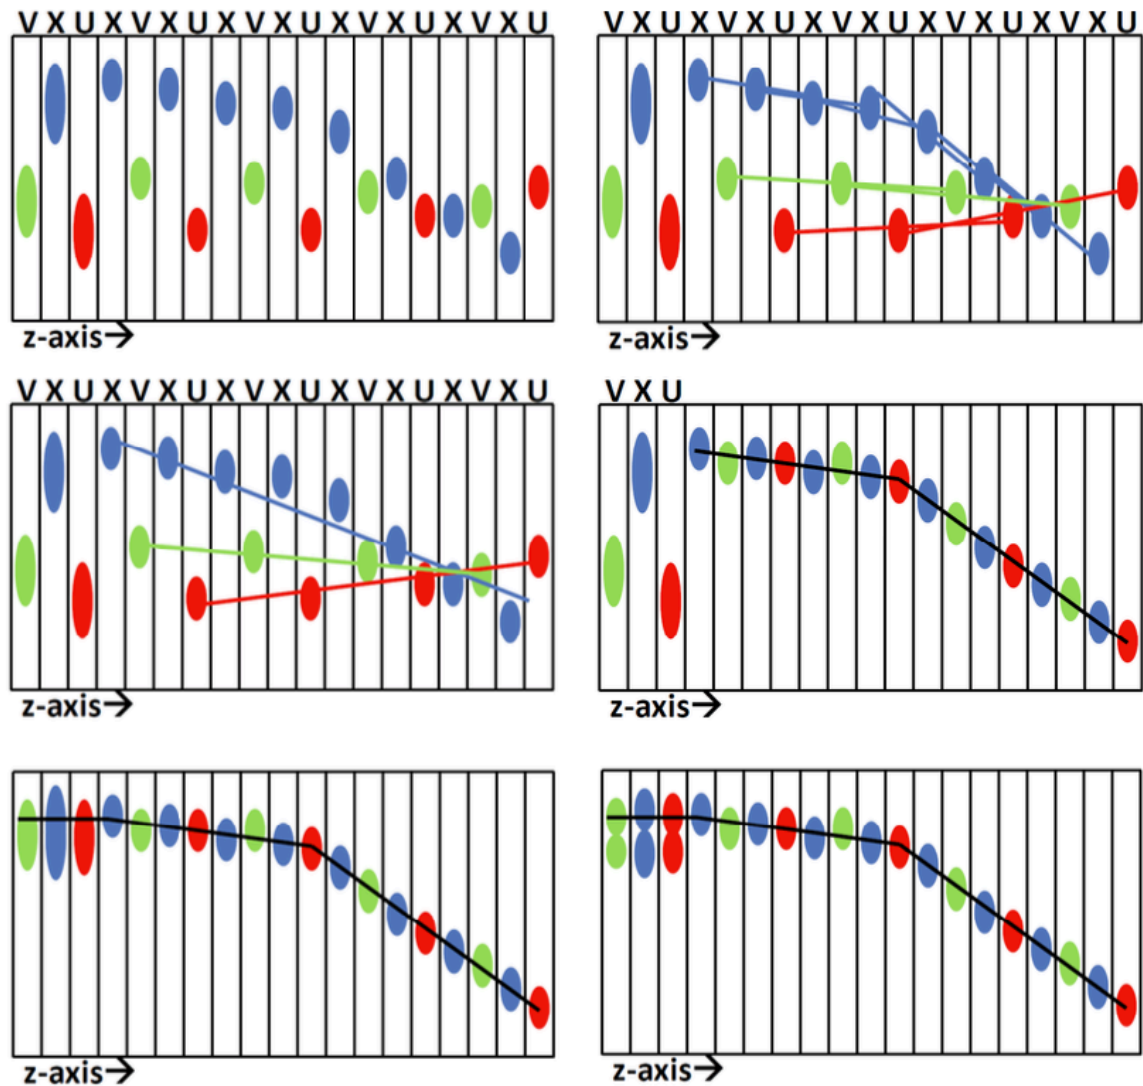 V X U X V X U X V X U X V X U X V X U
V X U X V X U X V X U X V X U X V X U
z-axis→
z-axis→
V X U X V X U X V X U X V X U X V X U
V X U
z-axis→
z-axis→
z-axis→
z-axis→